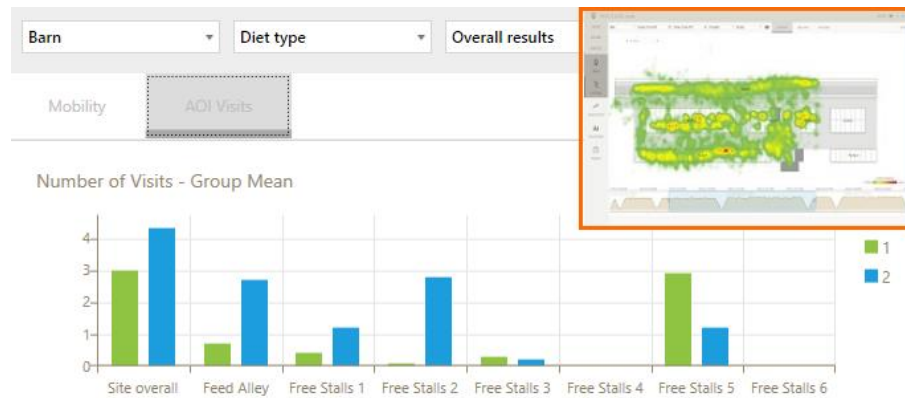 Barn Diet type Overall results
Mobility AOI Visits
Number of Visits - Group Mean
4
3
2
1
0
1
2
Site overall Feed Alley Free Stalls 1 Free Stalls 2 Free Stalls 3 Free Stalls 4 Free Stalls 5 Free Stalls 6